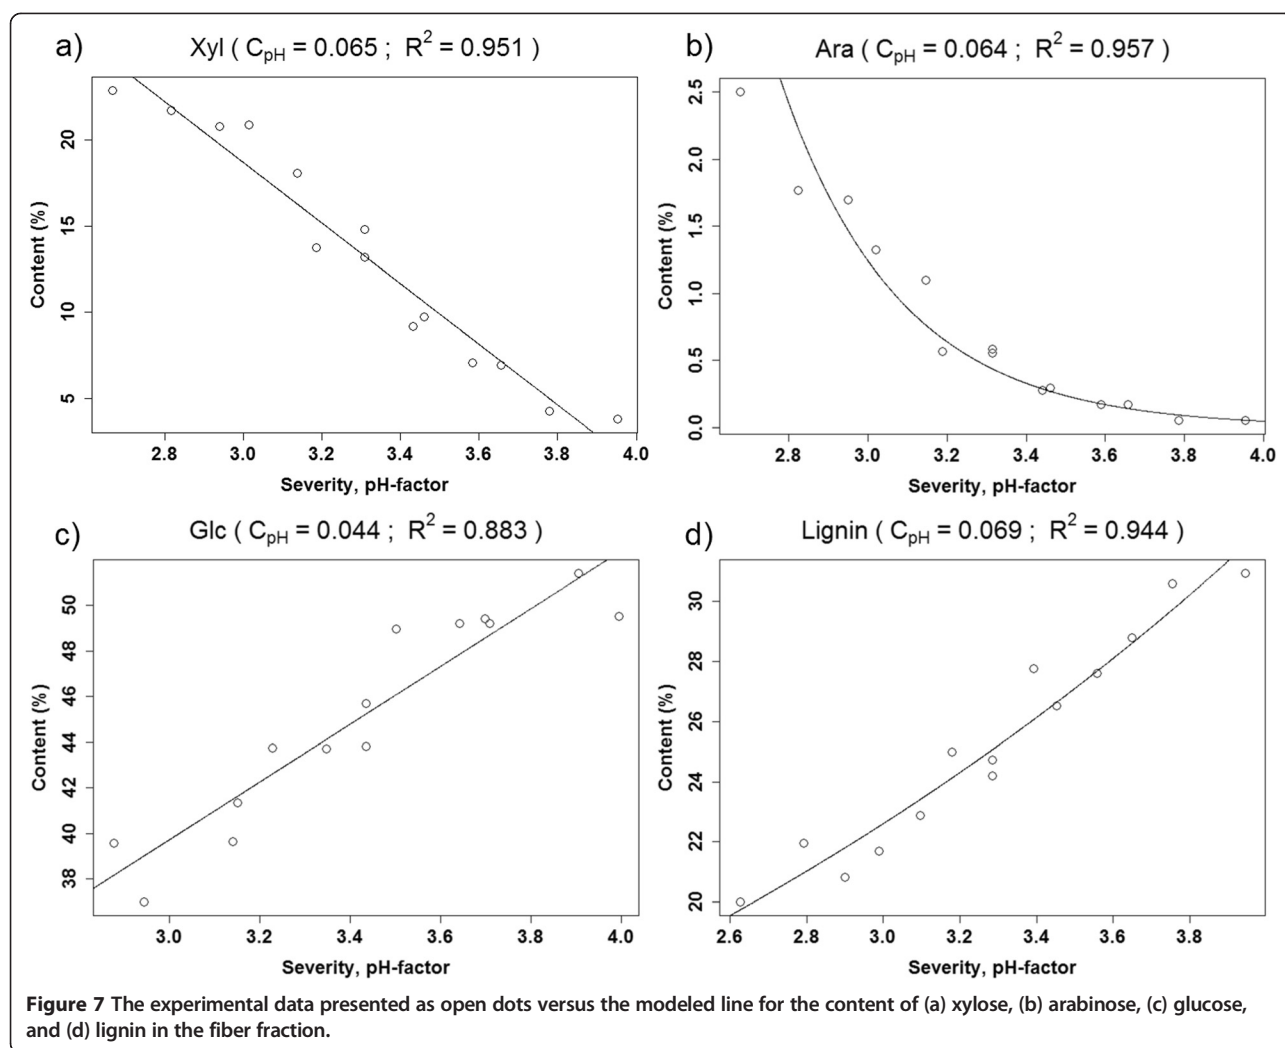 a)
Xyl ( CpH = 0.065 ; R2 = 0.951 )
Content (%)
20
15
10
5
2.8 3.0 3.2 3.4 3.6 3.8 4.0
Severity, pH-factor
b)
Ara ( CpH = 0.064 ; R2 = 0.957 )
Content (%)
2.5
2.0
1.5
1.0
0.5
0.0
2.8 3.0 3.2 3.4 3.6 3.8 4.0
Severity, pH-factor
c)
Glc ( CpH = 0.044 ; R2 = 0.883 )
Content (%)
50
48
46
44
42
40
38
3.0 3.2 3.4 3.6 3.8 4.0
Severity, pH-factor
d)
Lignin ( CpH = 0.069 ; R2 = 0.944 )
Content (%)
30
28
26
24
22
20
2.6 2.8 3.0 3.2 3.4 3.6 3.8
Severity, pH-factor
Figure 7 The experimental data presented as open dots versus the modeled line for the content of (a) xylose, (b) arabinose, (c) glucose,
and (d) lignin in the fiber fraction.